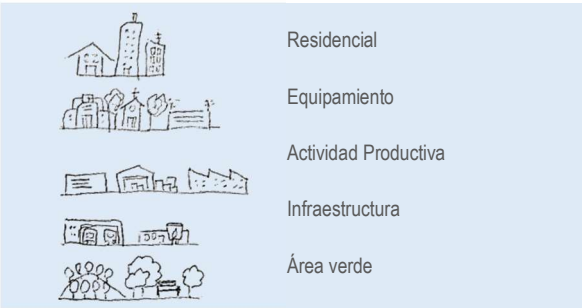 Residencial
Equipamiento
Actividad Productiva
Infraestructura
Área verde